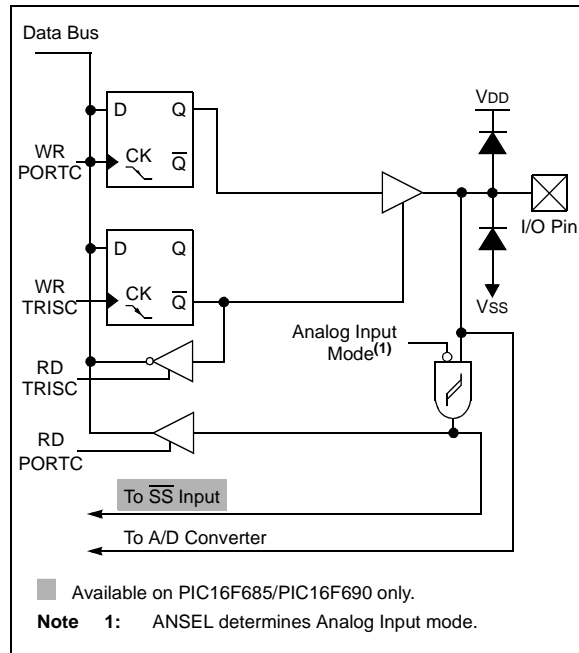 Data Bus
D Q
VDD
WR
PORTC
CK Q̅
I/O Pin
D Q
WR
TRISC
CK Q̅
VSS
Analog Input
Mode(1)
RD
TRISC
RD
PORTC
To S̅S̅ Input
To A/D Converter
Available on PIC16F685/PIC16F690 only.
Note 1: ANSEL determines Analog Input mode.